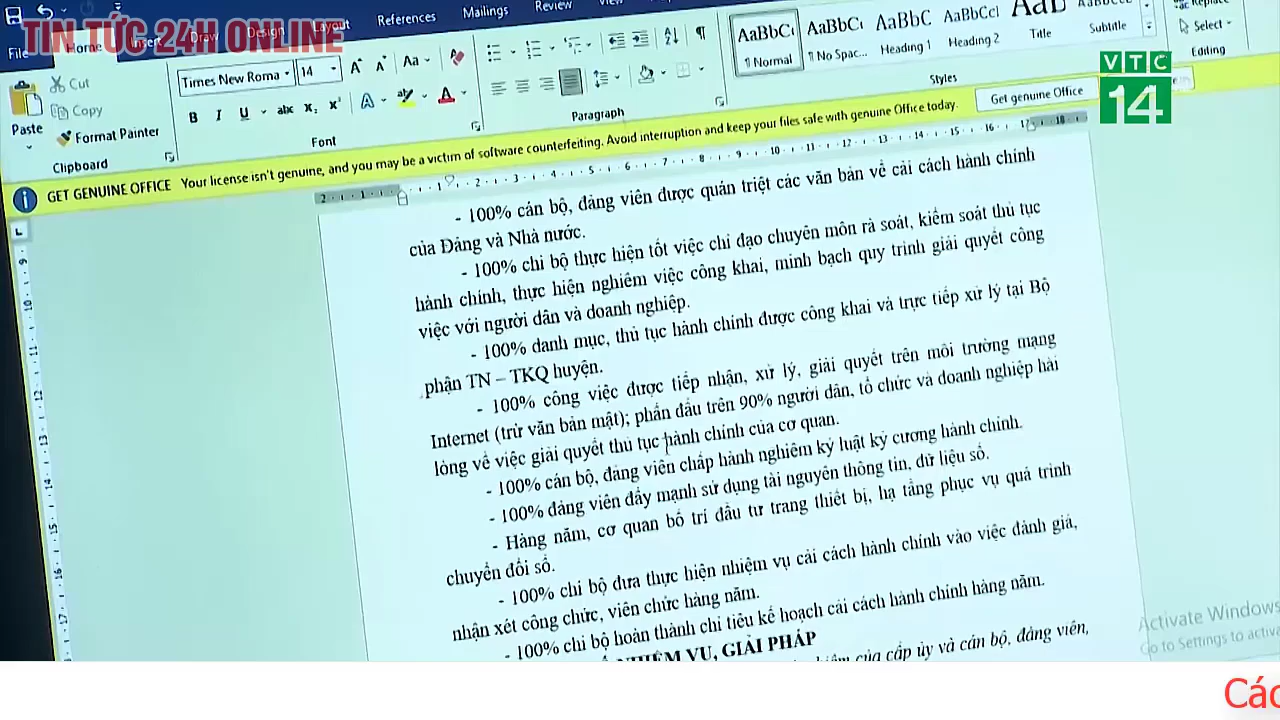 TIN TỨC 24H ONLINE
VTC
14
File Home Insert Draw Design Layout References Mailings Review View
Cut
Copy
Format Painter
Paste
Clipboard
Times New Roma 14
Font
Paragraph
AaBbCc AaBbCc AaBbC AaBbCcl AaB
¶ Normal ¶ No Spac... Heading 1 Heading 2 Title Subtitle
Styles
Replace
Select
Editing
GET GENUINE OFFICE Your license isn't genuine, and you may be a victim of software counterfeiting. Avoid interruption and keep your files safe with genuine Office today. Get genuine Office
- 100% cán bộ, đảng viên được quán triệt các văn bản về cải cách hành chính
của Đảng và Nhà nước.
- 100% chi bộ thực hiện tốt việc chỉ đạo chuyên môn rà soát, kiểm soát thủ tục
hành chính, thực hiện nghiêm việc công khai, minh bạch quy trình giải quyết công
việc với người dân và doanh nghiệp.
- 100% danh mục, thủ tục hành chính được công khai và trực tiếp xử lý tại Bộ
phận TN – TKQ huyện.
- 100% công việc được tiếp nhận, xử lý, giải quyết trên môi trường mạng
Internet (trừ văn bản mật); phấn đấu trên 90% người dân, tổ chức và doanh nghiệp hài
lòng về việc giải quyết thủ tục hành chính của cơ quan.
- 100% cán bộ, đảng viên chấp hành nghiêm kỷ luật kỷ cương hành chính.
- 100% đảng viên đẩy mạnh sử dụng tài nguyên thông tin, dữ liệu số.
- Hàng năm, cơ quan bố trí đầu tư trang thiết bị, hạ tầng phục vụ quá trình
chuyển đổi số.
- 100% chi bộ đưa thực hiện nhiệm vụ cải cách hành chính vào việc đánh giá,
nhận xét công chức, viên chức hàng năm.
- 100% chi bộ hoàn thành chỉ tiêu kế hoạch cải cách hành chính hàng năm.
NHIỆM VỤ, GIẢI PHÁP
của cấp ủy và cán bộ, đảng viên,
Activate Windows
Go to Settings to activa
Các